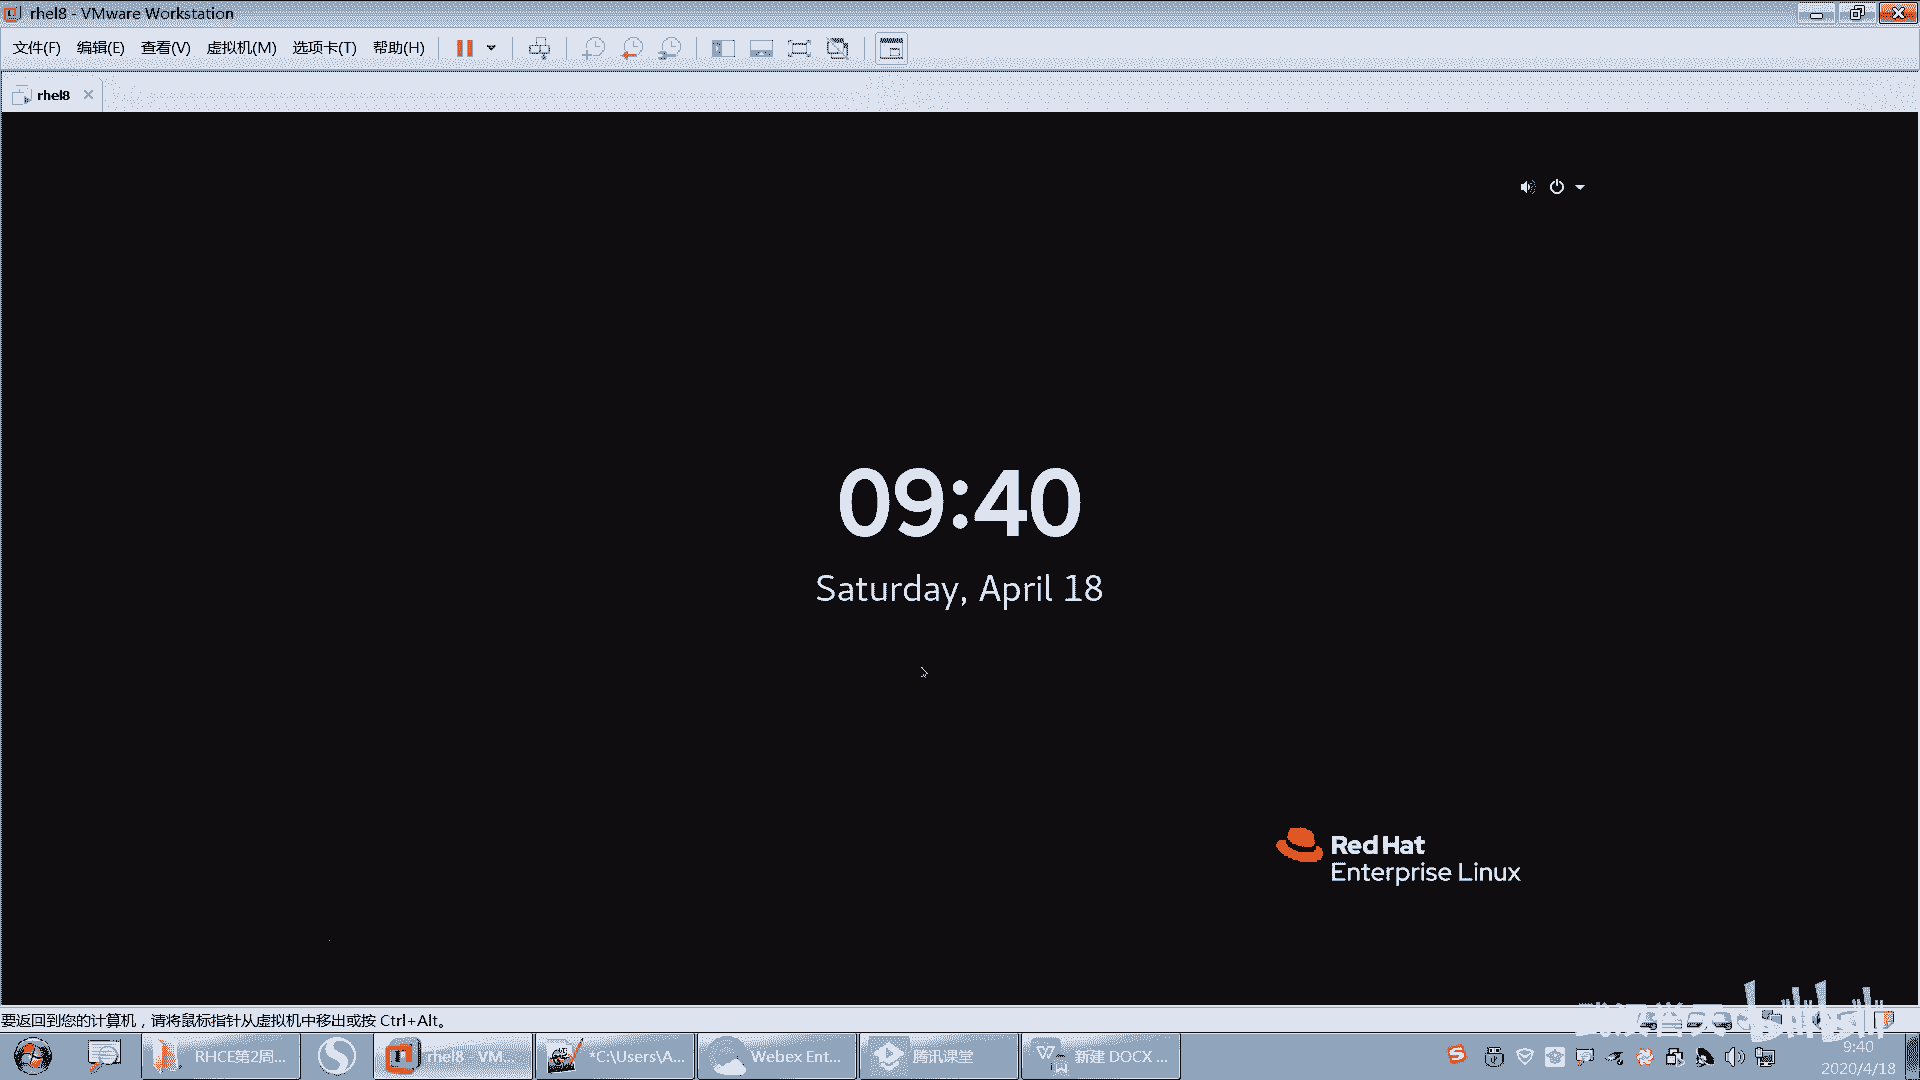 rhel8 - VMware Workstation
文件(F) 编辑(E) 查看(V) 虚拟机(M) 选项卡(T) 帮助(H)
rhel8
09:40
Saturday, April 18
Red Hat
Enterprise Linux
要返回到您的计算机，请将鼠标指针从虚拟机中移出或按 Ctrl+Alt。
bilibili
RHCE第2周... rhel8 - VM... *C:\Users\A... Webex Ent... 腾讯课堂 新建 DOCX ...
9:40
2020/4/18